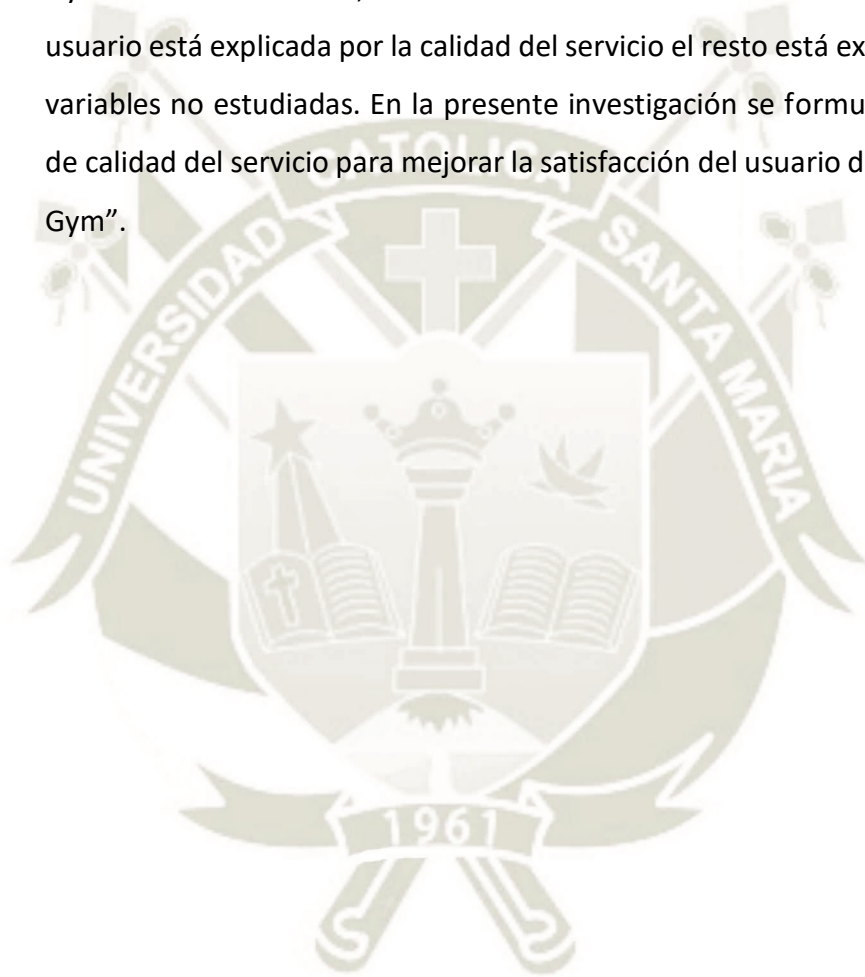 usuario está explicada por la calidad del servicio el resto está ex
variables no estudiadas. En la presente investigación se formu
de calidad del servicio para mejorar la satisfacción del usuario d
Gym”.
CATOLICA
UNIVERSIDAD
SANTA MARIA
1961